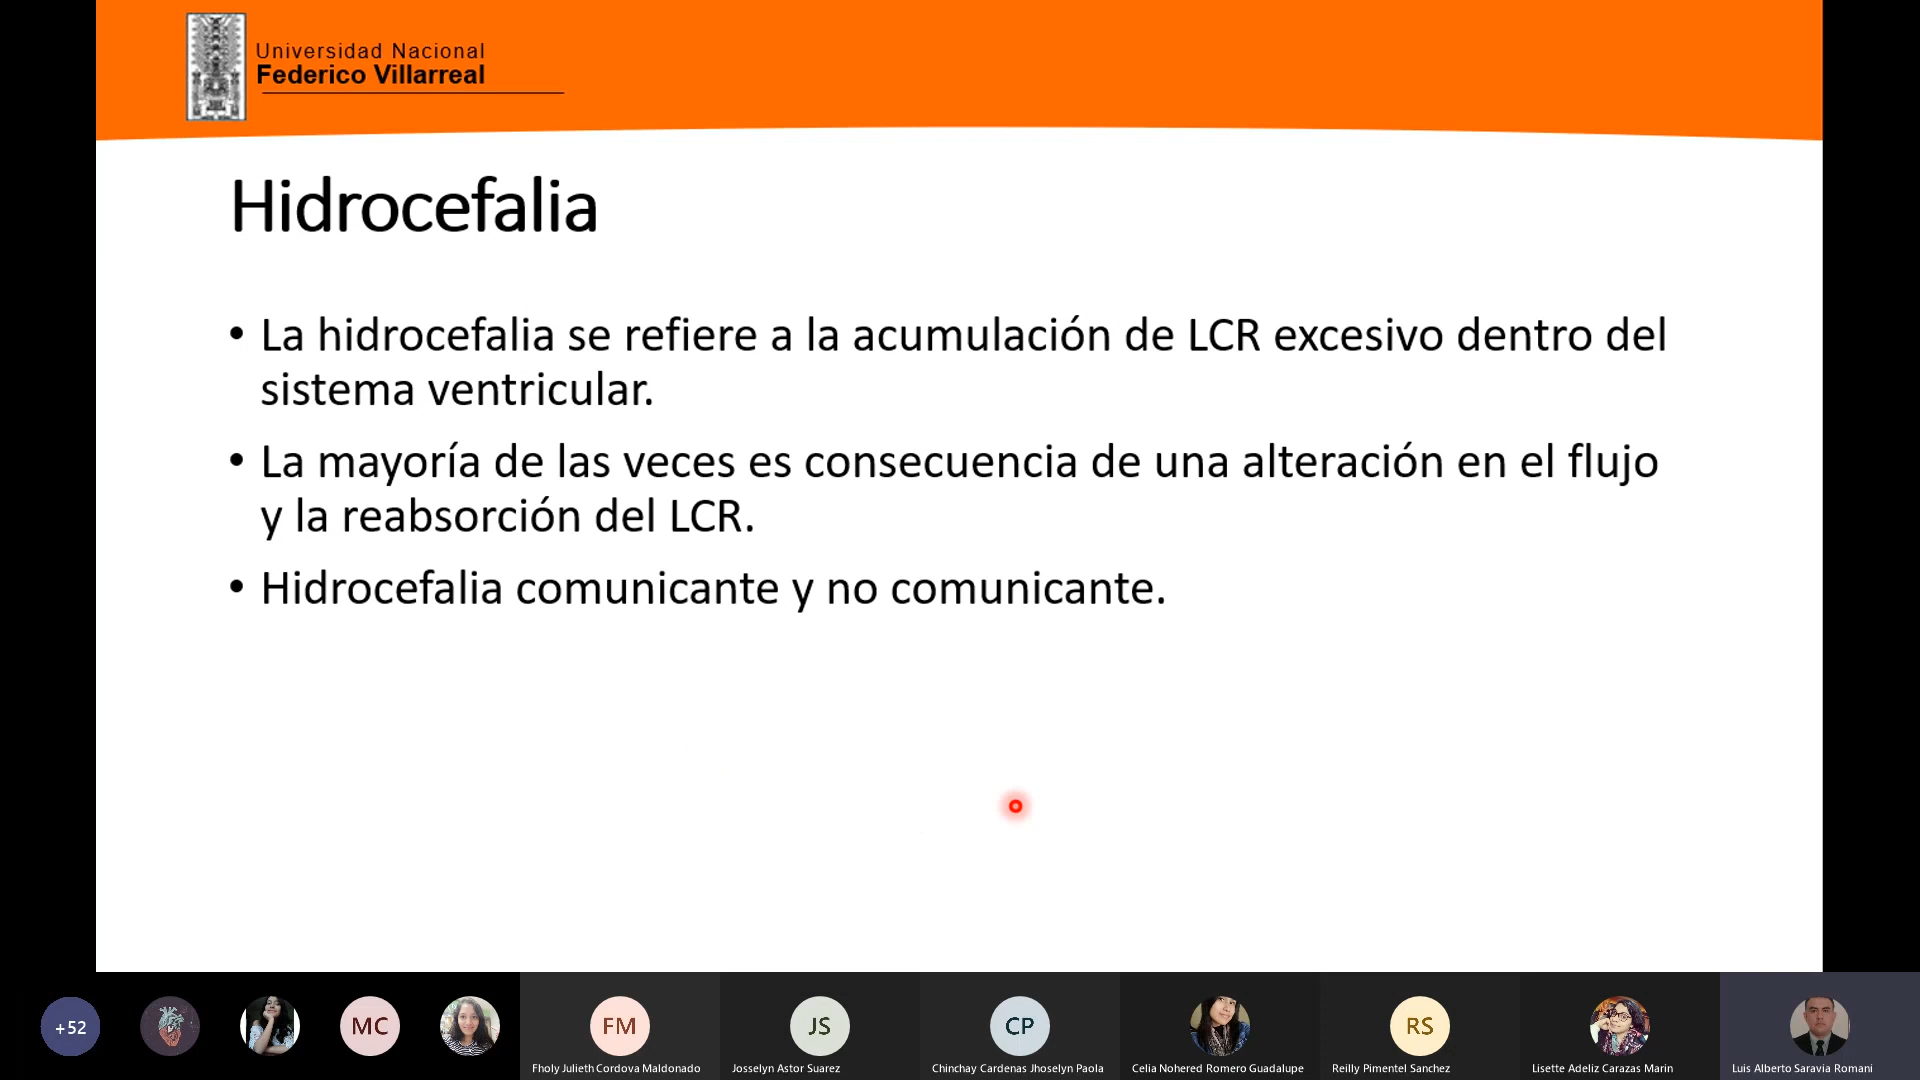 Universidad Nacional
Federico Villarreal
Hidrocefalia
• La hidrocefalia se refiere a la acumulación de LCR excesivo dentro del
sistema ventricular.
• La mayoría de las veces es consecuencia de una alteración en el flujo
y la reabsorción del LCR.
• Hidrocefalia comunicante y no comunicante.
+52
MC
FM
JS
CP
RS
Fholy Julieth Cordova Maldonado
Josselyn Astor Suarez
Chinchay Cardenas Jhoselyn Paola
Celia Nohered Romero Guadalupe
Reilly Pimentel Sanchez
Lisette Adeliz Carazas Marin
Luis Alberto Saravia Romani